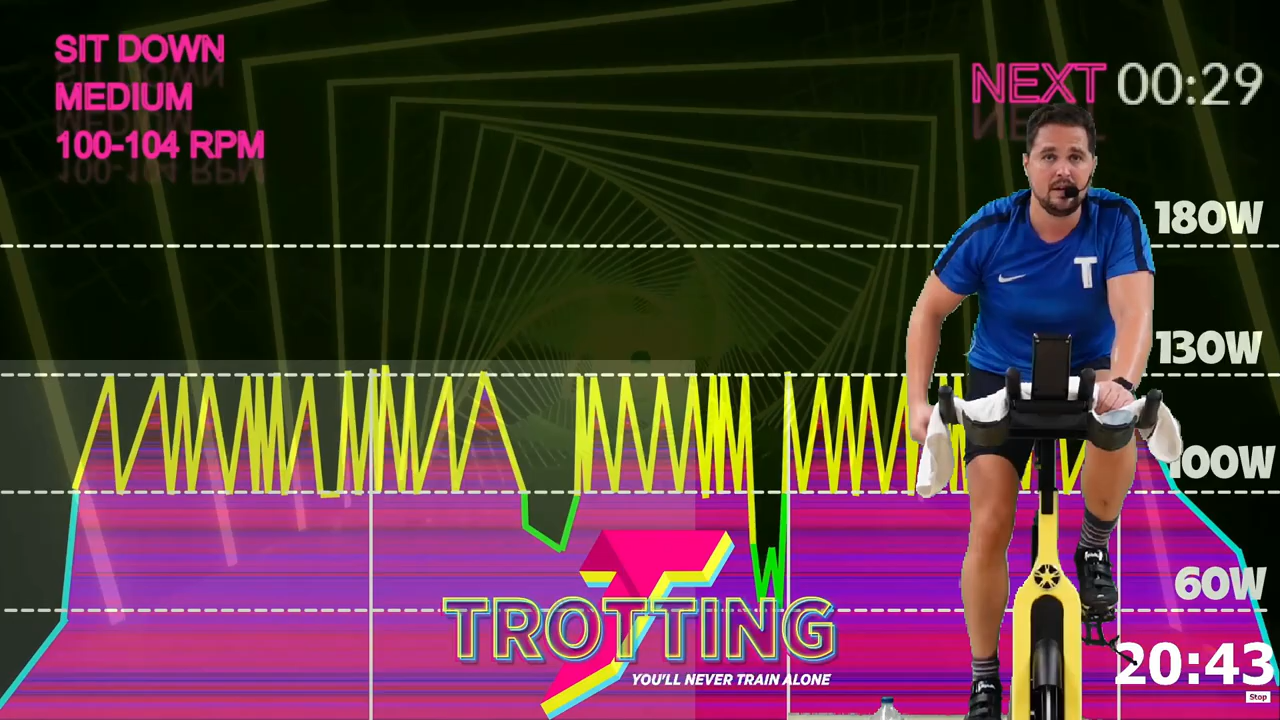 SIT DOWN
MEDIUM
100-104 RPM
NEXT 00:29
180W
130W
100W
60W
T
TROTTING
YOU'LL NEVER TRAIN ALONE
20:43
Stop